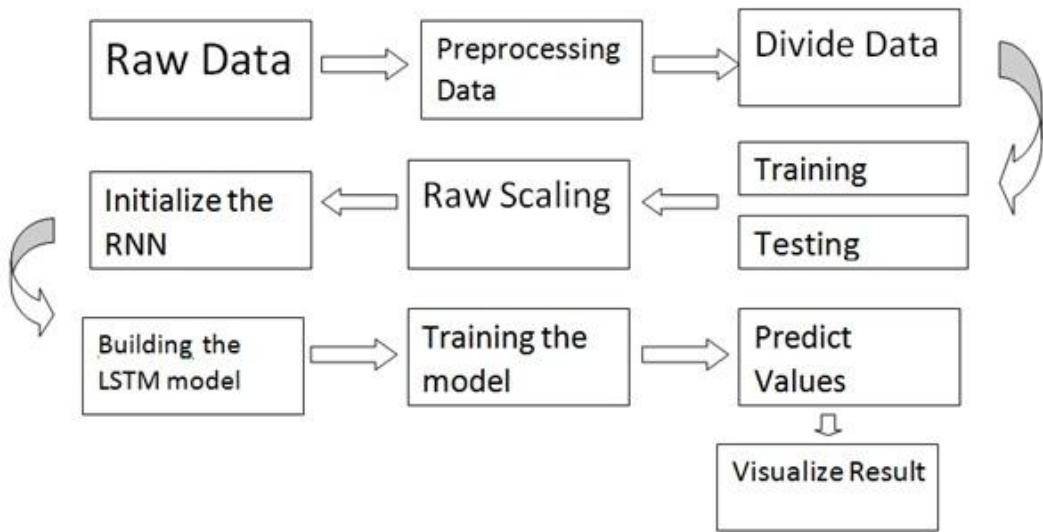 Raw Data
Preprocessing
Data
Divide Data
Training
Testing
Raw Scaling
Initialize the
RNN
Building the
LSTM model
Training the
model
Predict
Values
Visualize Result